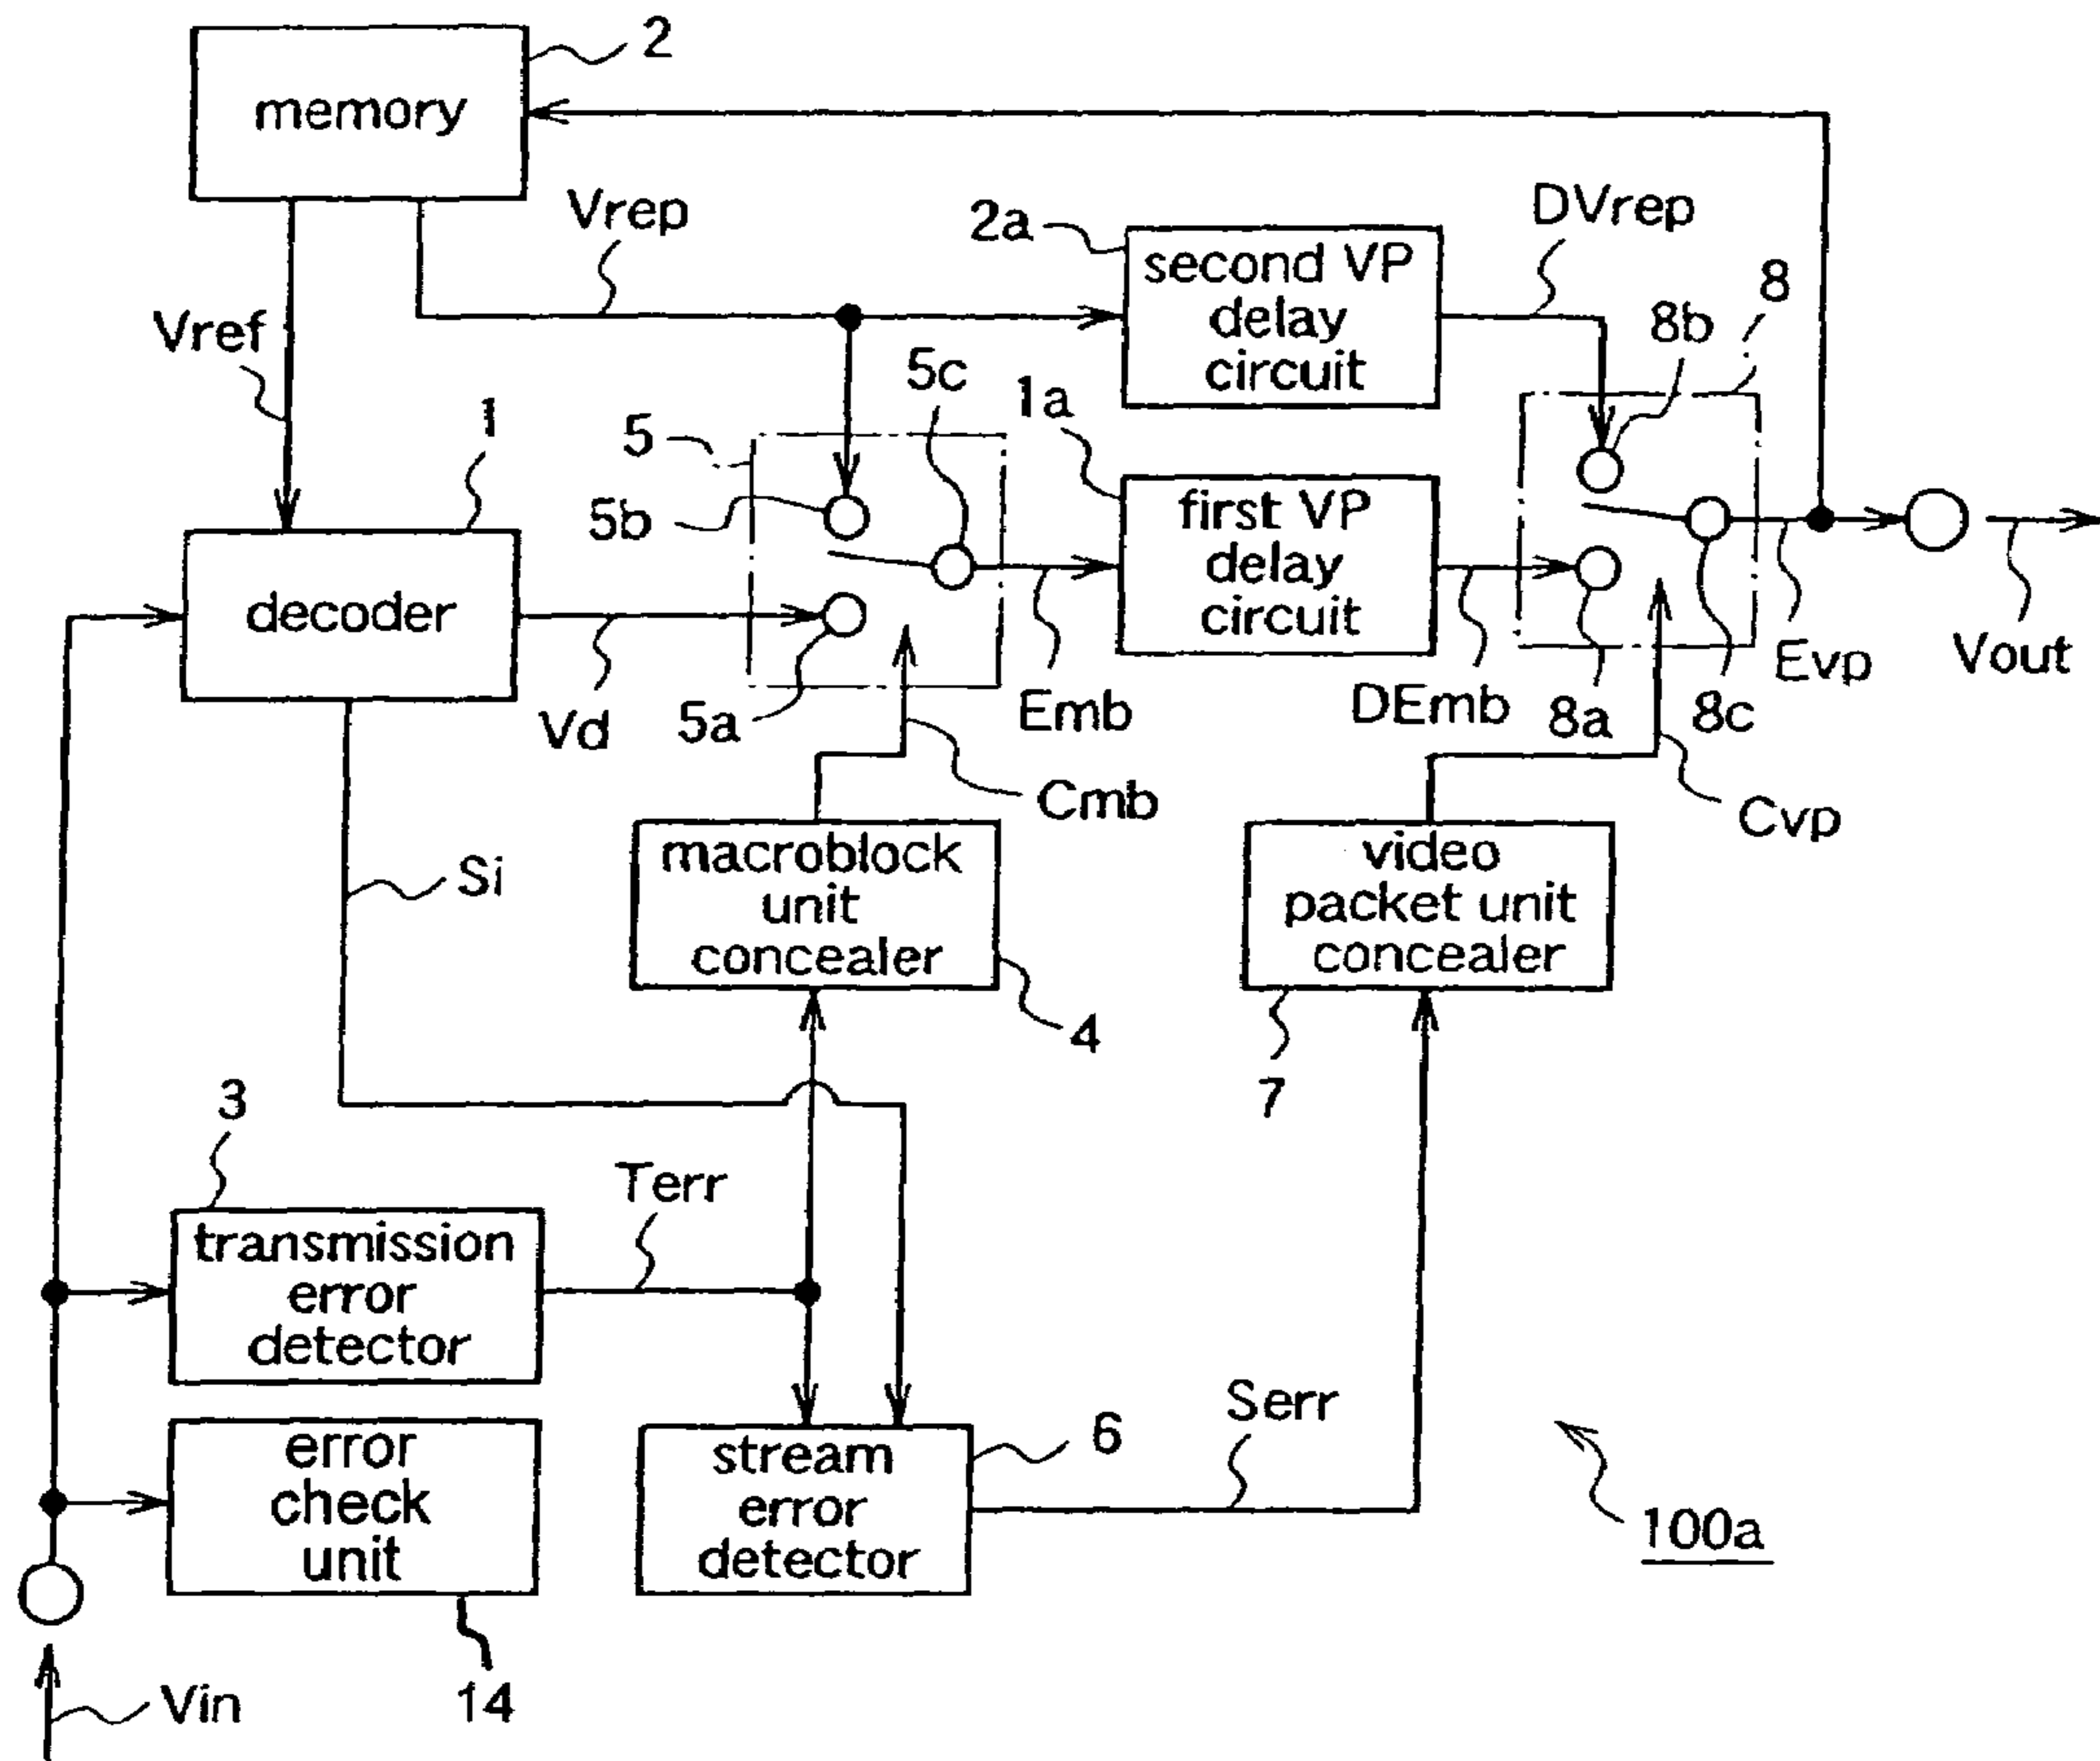 2
memory
Vrep
2a
second VP
delay
circuit
DVrep
8
8b
Vref
1
5
5c
1a
5b
first VP
delay
circuit
decoder
Vd
5a
Emb
DEmb
8a
8c
Evp
Vout
Cmb
Cvp
Si
macroblock
unit
concealer
4
video
packet unit
concealer
7
3
transmission
error
detector
Terr
error
check
unit
14
stream
error
detector
6
Serr
100a
Vin